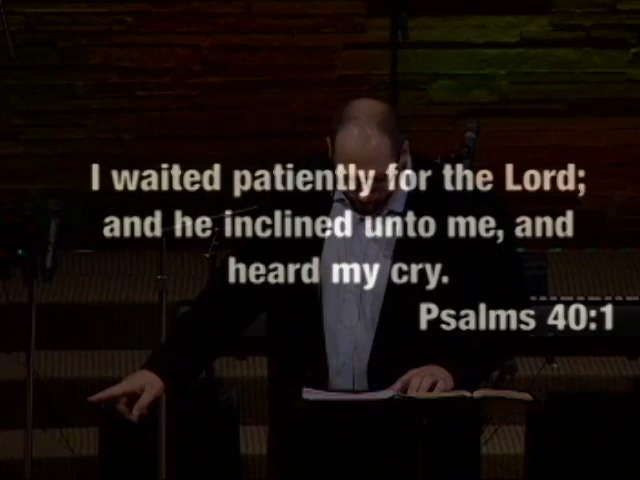 I waited patiently for the Lord;
and he inclined unto me, and
heard my cry.
Psalms 40:1